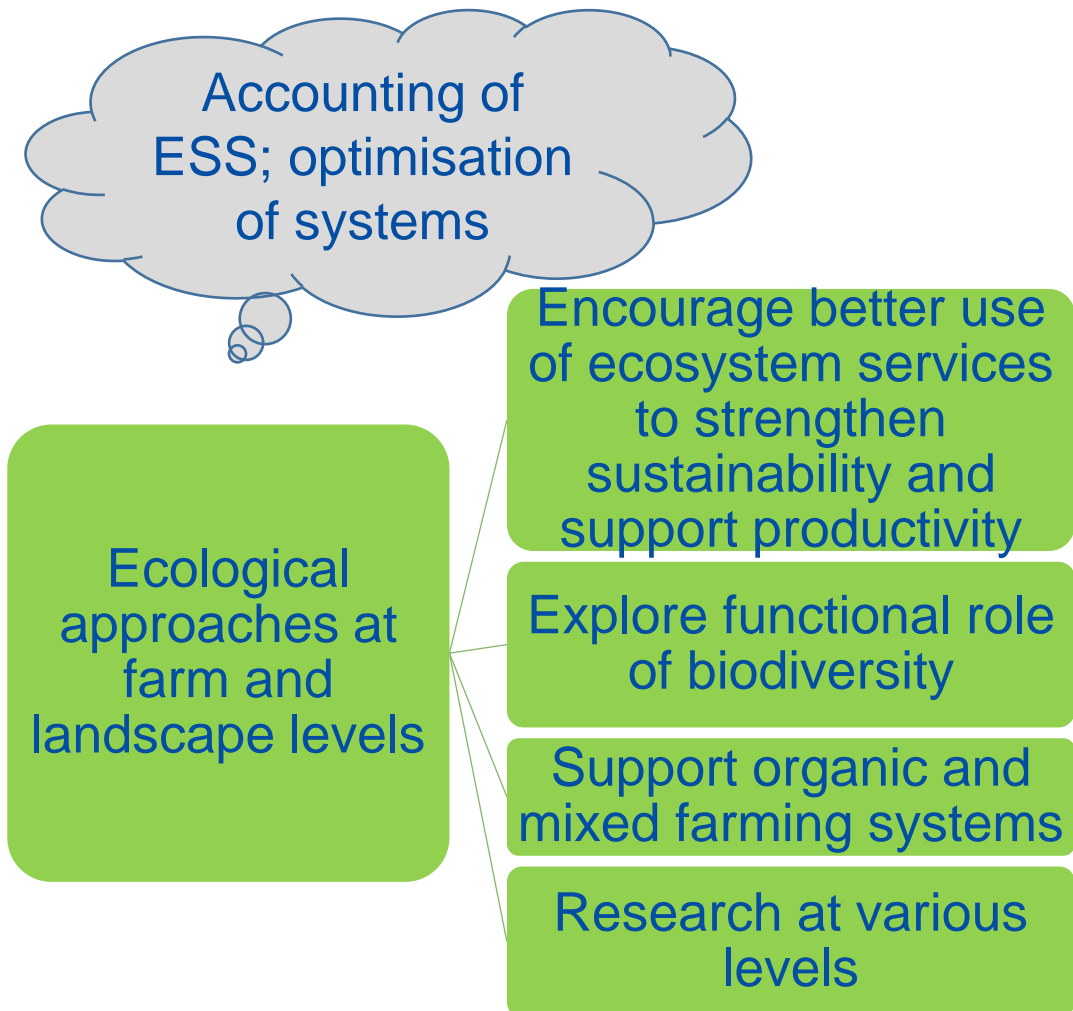 Accounting of
ESS; optimisation
of systems
Ecological
approaches at
farm and
landscape levels
Encourage better use
of ecosystem services
to strengthen
sustainability and
support productivity
Explore functional role
of biodiversity
Support organic and
mixed farming systems
Research at various
levels